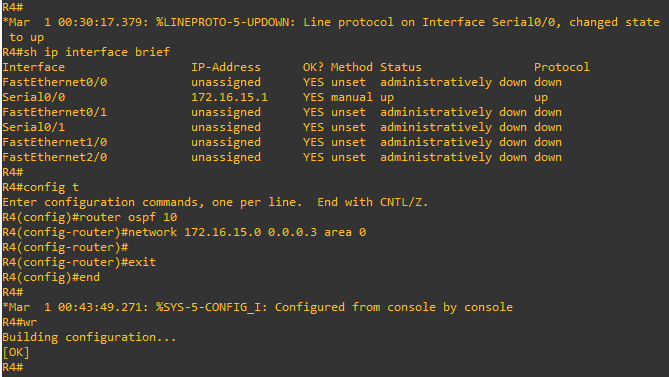 R4#
*Mar  1 00:30:17.379: %LINEPROTO-5-UPDOWN: Line protocol on Interface Serial0/0, changed state
 to up
R4#sh ip interface brief
Interface                  IP-Address      OK? Method Status                Protocol
FastEthernet0/0            unassigned      YES unset  administratively down down
Serial0/0                  172.16.15.1     YES manual up                    up
FastEthernet0/1            unassigned      YES unset  administratively down down
Serial0/1                  unassigned      YES unset  administratively down down
FastEthernet1/0            unassigned      YES unset  administratively down down
FastEthernet2/0            unassigned      YES unset  administratively down down
R4#
R4#config t
Enter configuration commands, one per line.  End with CNTL/Z.
R4(config)#router ospf 10
R4(config-router)#network 172.16.15.0 0.0.0.3 area 0
R4(config-router)#
R4(config-router)#exit
R4(config)#end
R4#
*Mar  1 00:43:49.271: %SYS-5-CONFIG_I: Configured from console by console
R4#wr
Building configuration...
[OK]
R4#